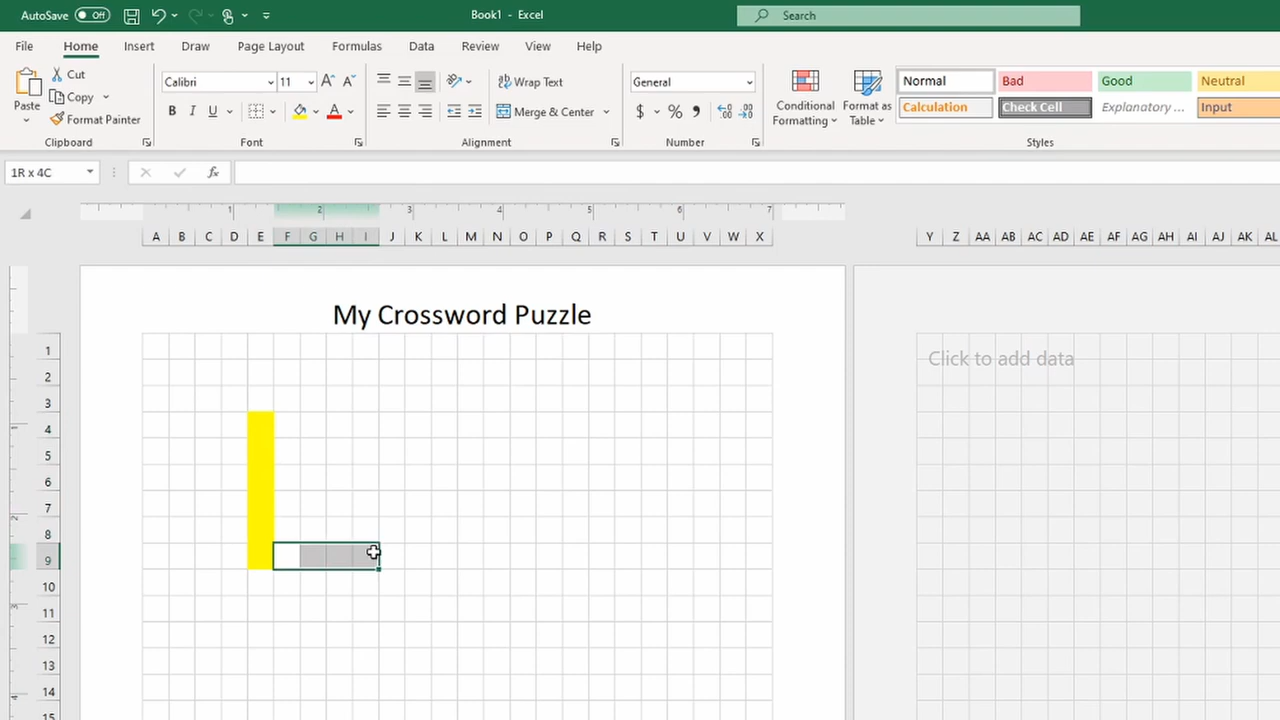 AutoSave Off Book1 - Excel Search
File Home Insert Draw Page Layout Formulas Data Review View Help
Paste Cut Copy Format Painter
Calibri 11 A A
B I U A
Wrap Text
Merge & Center
General
$ % 9
Conditional Formatting Format as Table
Normal Bad Good Neutral
Calculation Check Cell Explanatory ... Input
Clipboard Font Alignment Number Styles
1R x 4C fx
1 2 3 4 5 6 7
A B C D E F G H I J K L M N O P Q R S T U V W X Y Z AA AB AC AD AE AF AG AH AI AJ AK AL
My Crossword Puzzle
1
Click to add data
2
3
4
5
6
7
8
9
10
11
12
13
14
15